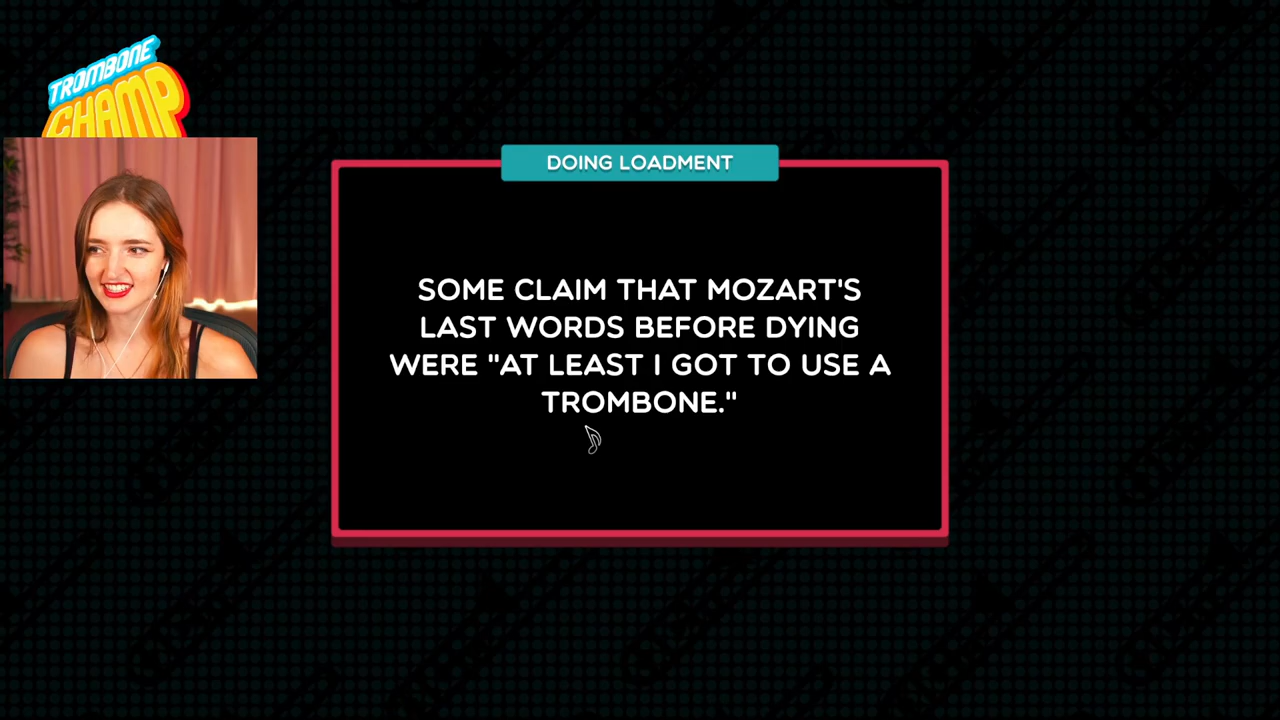 TROMBONE
CHAMP
DOING LOADMENT
SOME CLAIM THAT MOZART'S
LAST WORDS BEFORE DYING
WERE "AT LEAST I GOT TO USE A
TROMBONE."